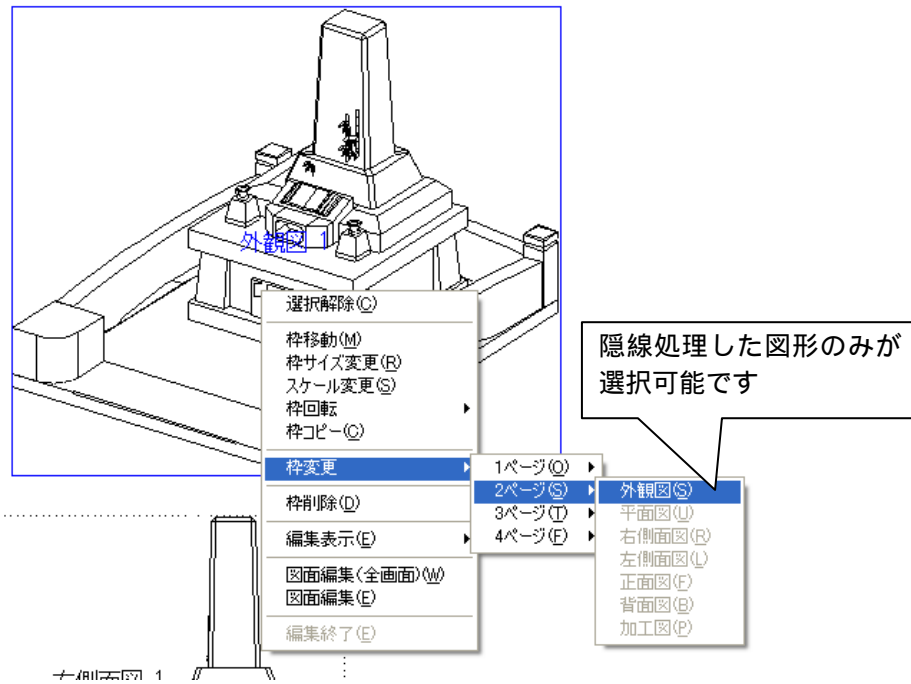 外観図 1
選択解除(C)
枠移動(M)
枠サイズ変更(R)
スケール変更(S)
枠回転
枠コピー(C)
枠変更
枠削除(D)
編集表示(E)
図面編集(全画面)(W)
図面編集(E)
編集終了(E)
1ページ(O)
2ページ(S)
3ページ(T)
4ページ(F)
外観図(S)
平面図(U)
右側面図(R)
左側面図(L)
正面図(F)
背面図(B)
加工図(P)
隠線処理した図形のみが
選択可能です
右側面図 1